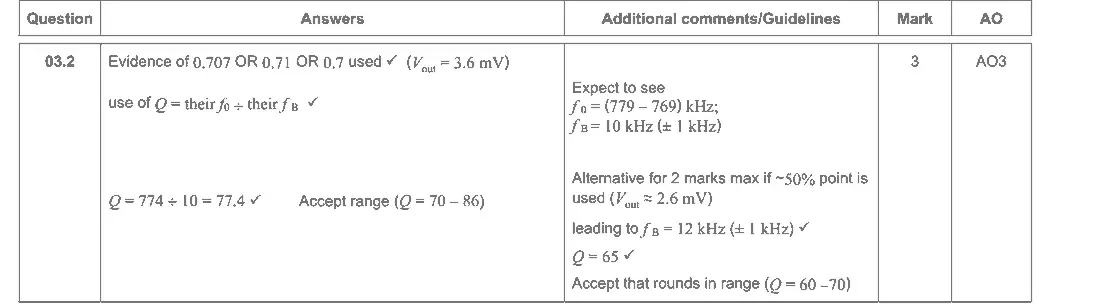 Question Answers Additional comments/Guidelines Mark AO
03.2 Evidence of 0.707 OR 0.71 OR 0.7 used ✓ (Vout = 3.6 mV) 3 AO3
Expect to see
use of Q = their f0 ÷ their fB ✓
f0 = (779 – 769) kHz;
fB = 10 kHz (± 1 kHz)
Alternative for 2 marks max if ~50% point is
Q = 774 ÷ 10 = 77.4 ✓ Accept range (Q = 70 – 86)
used (Vout ≈ 2.6 mV)
leading to fB = 12 kHz (± 1 kHz) ✓
Q = 65 ✓
Accept that rounds in range (Q = 60 –70)